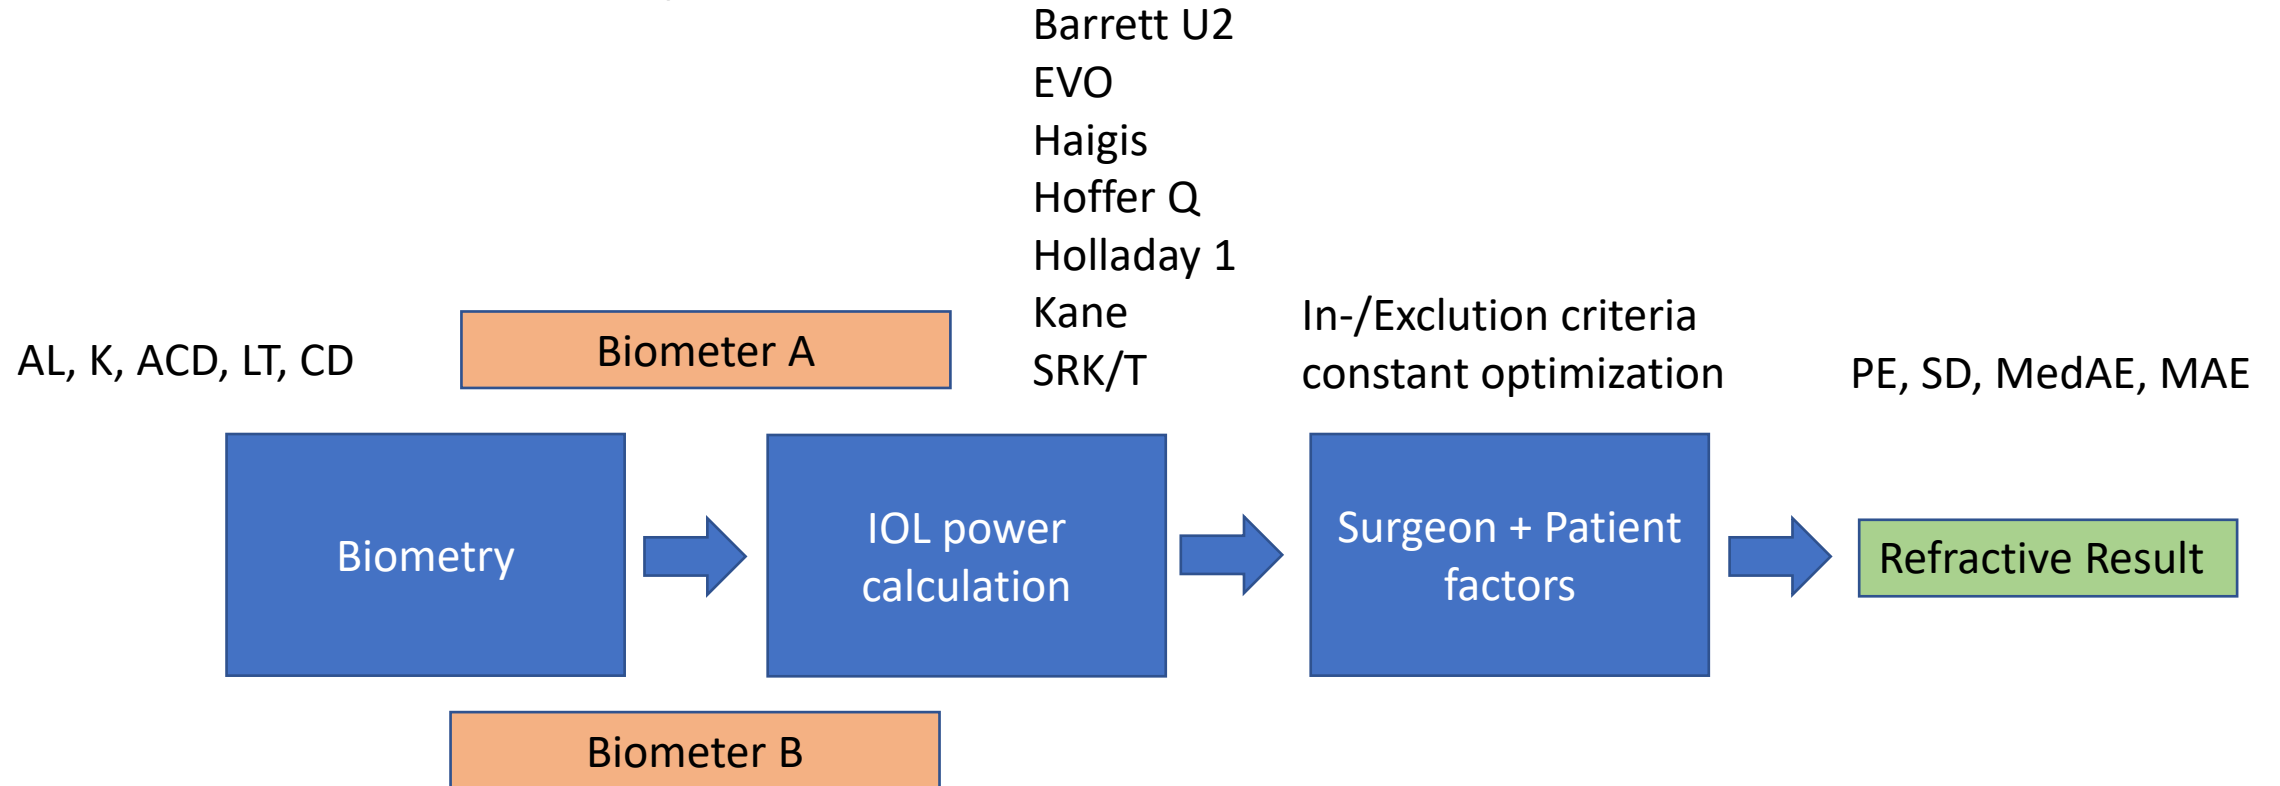 Barrett U2
EVO
Haigis
Hoffer Q
Holladay 1
Kane
SRK/T
AL, K, ACD, LT, CD
Biometer A
In-/Exclution criteria
constant optimization
PE, SD, MedAE, MAE
Biometry
IOL power
calculation
Surgeon + Patient
factors
Refractive Result
Biometer B